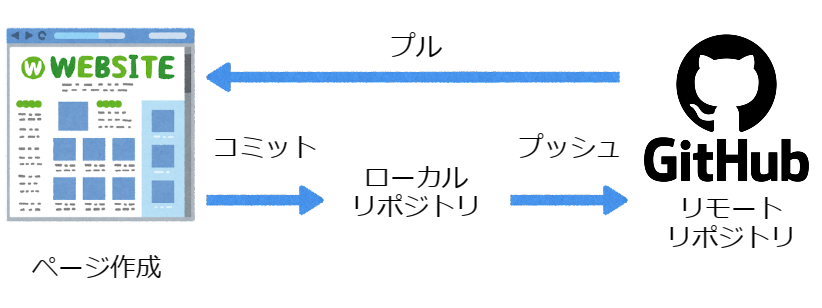 プル
W WEBSITE
コミット
プッシュ
ローカル
リポジトリ
GitHub
リモート
リポジトリ
ページ作成